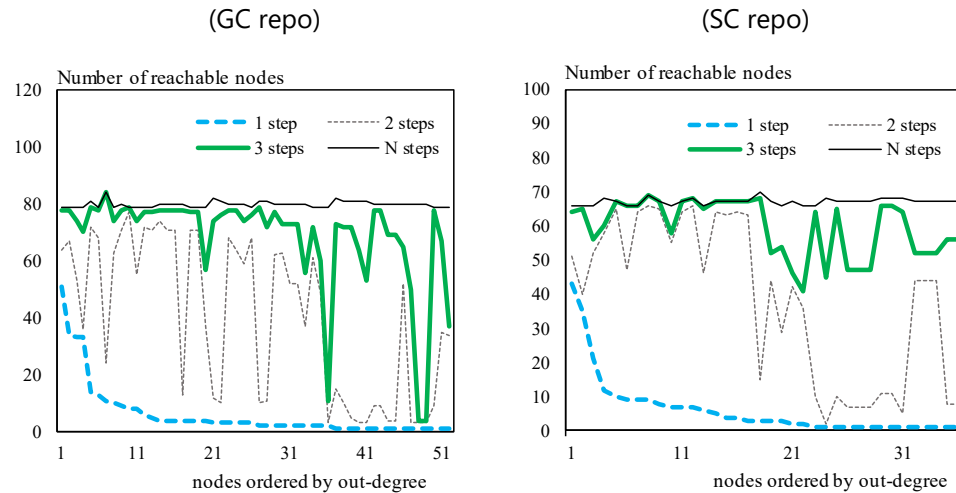 (GC repo)
Number of reachable nodes
120
100
80
60
40
20
0
1 step
2 steps
3 steps
N steps
1 11 21 31 41 51
nodes ordered by out-degree
(SC repo)
Number of reachable nodes
100
90
80
70
60
50
40
30
20
10
0
1 step
2 steps
3 steps
N steps
1 11 21 31
nodes ordered by out-degree